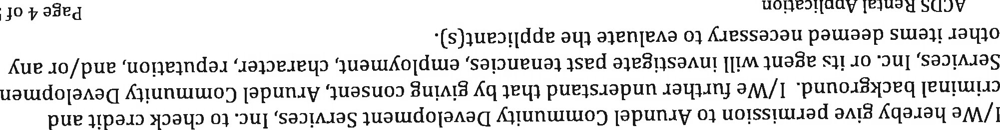 I/We hereby give permission to Arundel Community Development Services, Inc. to check credit and
criminal background. I/We further understand that by giving consent, Arundel Community Developmen
Services, Inc. or its agent will investigate past tenancies, employment, character, reputation, and/or any
other items deemed necessary to evaluate the applicant(s).
ACDS Rental Application Page 4 of